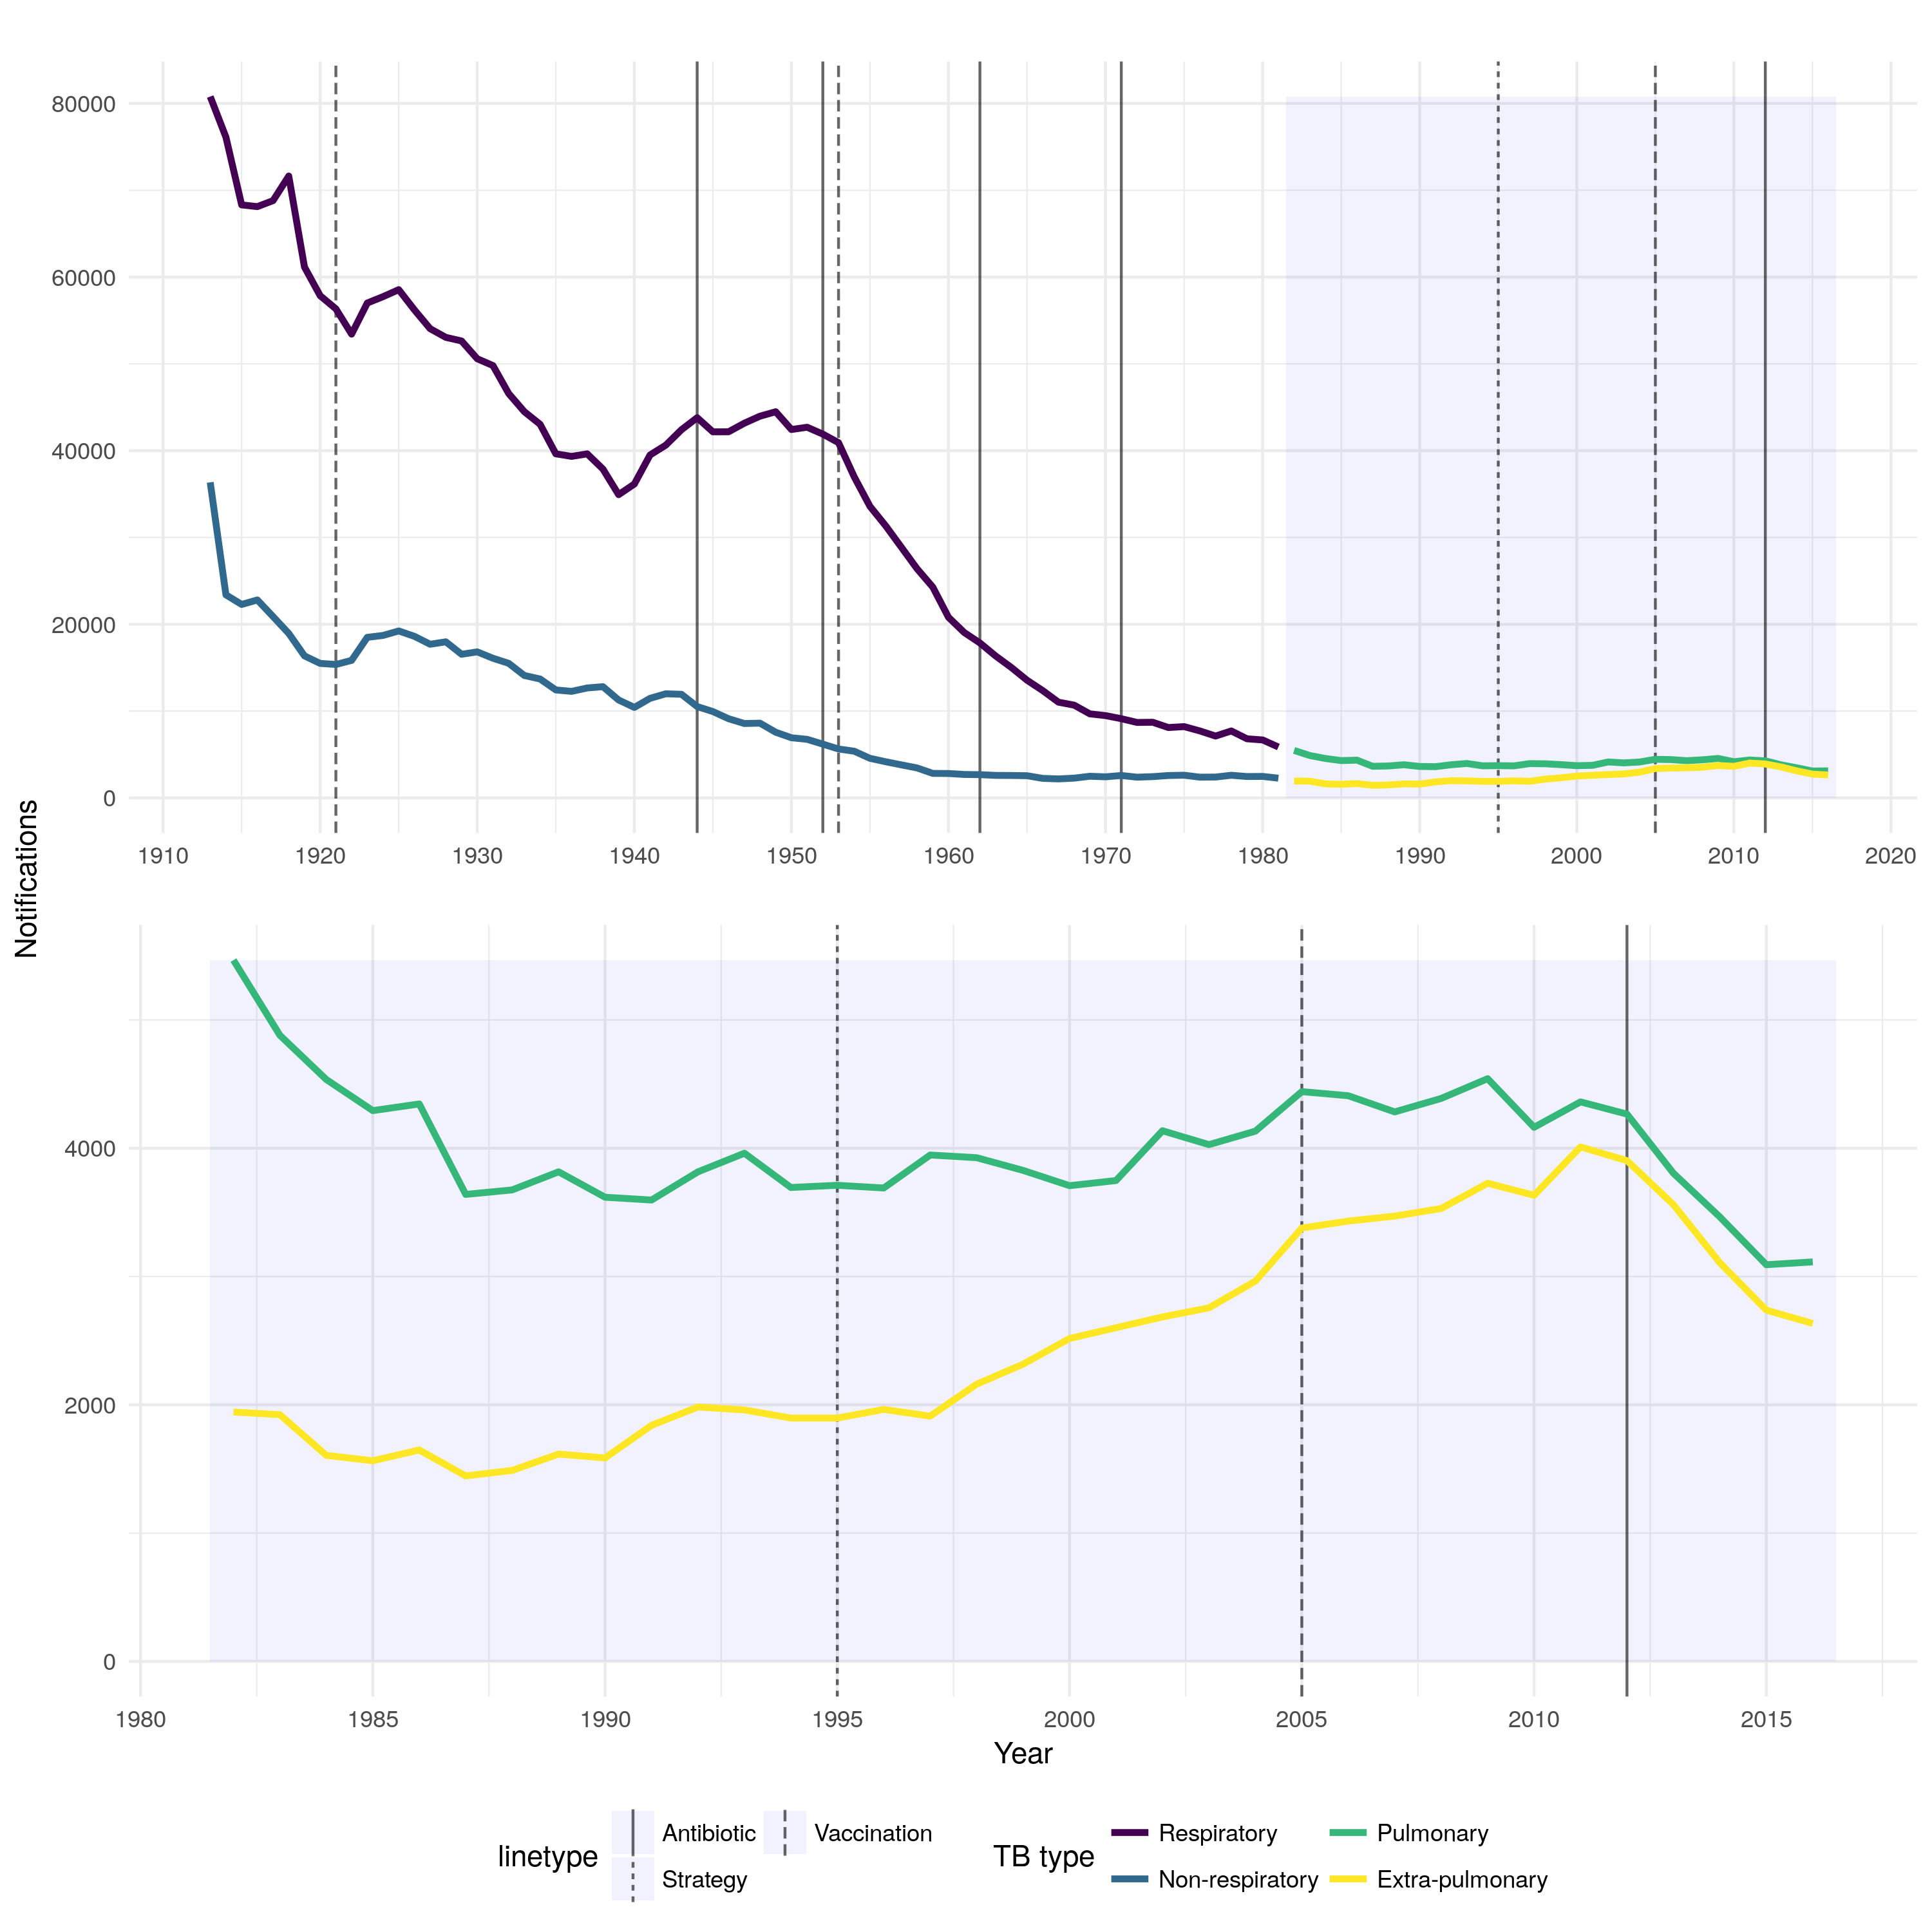 80000
60000
40000
20000
0
1910 1920 1930 1940 1950 1960 1970 1980 1990 2000 2010 2020
Notifications
4000
2000
0
1980 1985 1990 1995 2000 2005 2010 2015
Year
linetype
Antibiotic
Vaccination
Strategy
TB type
Respiratory
Pulmonary
Non-respiratory
Extra-pulmonary